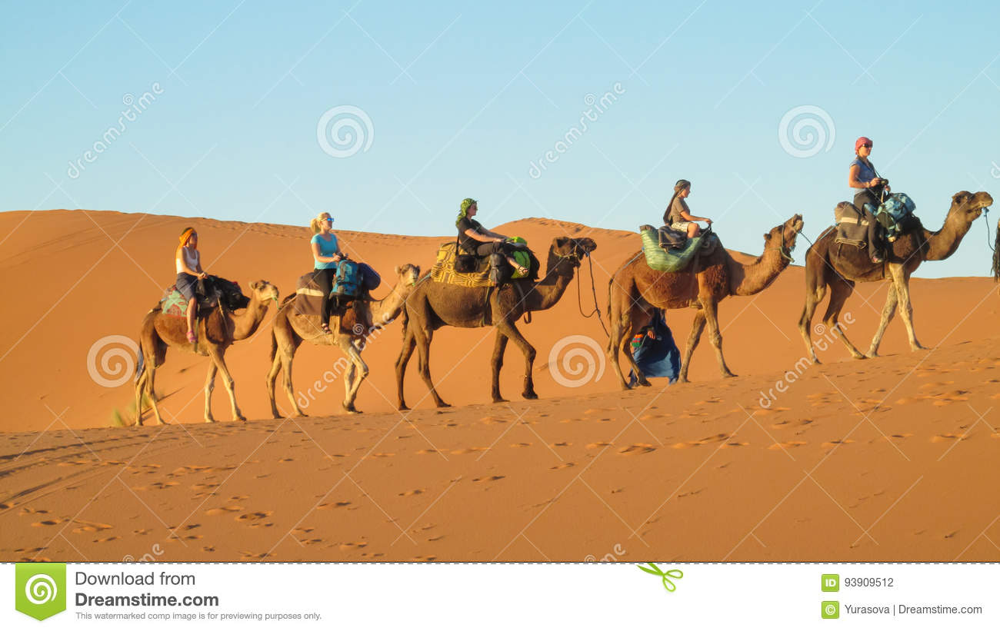 dreamstime
dreamstime
dreamstime
dreamstime
Download from
Dreamstime.com
This watermarked comp image is for previewing purposes only.
ID 93909512
© Yurasova | Dreamstime.com